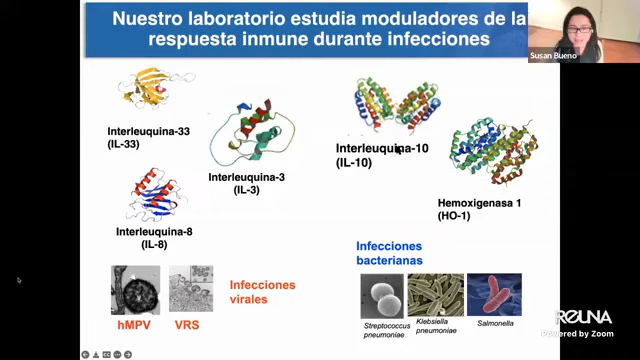 Nuestro laboratorio estudia moduladores de la
respuesta inmune durante infecciones
Susan Bueno
Interleuquina-33
(IL-33)
Interleuquina-3
(IL-3)
Interleuquina-10
(IL-10)
Hemoxigenasa 1
(HO-1)
Interleuquina-8
(IL-8)
Infecciones
bacterianas
Infecciones
virales
hMPV
VRS
Streptococcus
pneumoniae
Klebsiella
pneumoniae
Salmonella
REUNA
Powered by Zoom